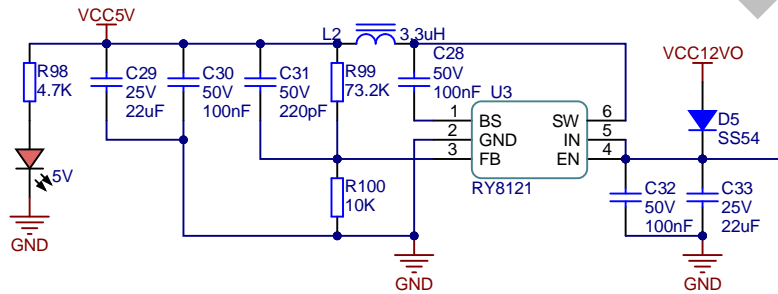 VCC5V
L2 3.3uH
VCC12VO
R98
4.7K
C29
25V
22uF
C30
50V
100nF
C31
50V
220pF
R99
73.2K
C28
50V
100nF
U3
1 BS
2 GND
3 FB
SW 6
IN 5
EN 4
RY8121
D5
SS54
5V
R100
10K
C32
50V
100nF
C33
25V
22uF
GND
GND
GND